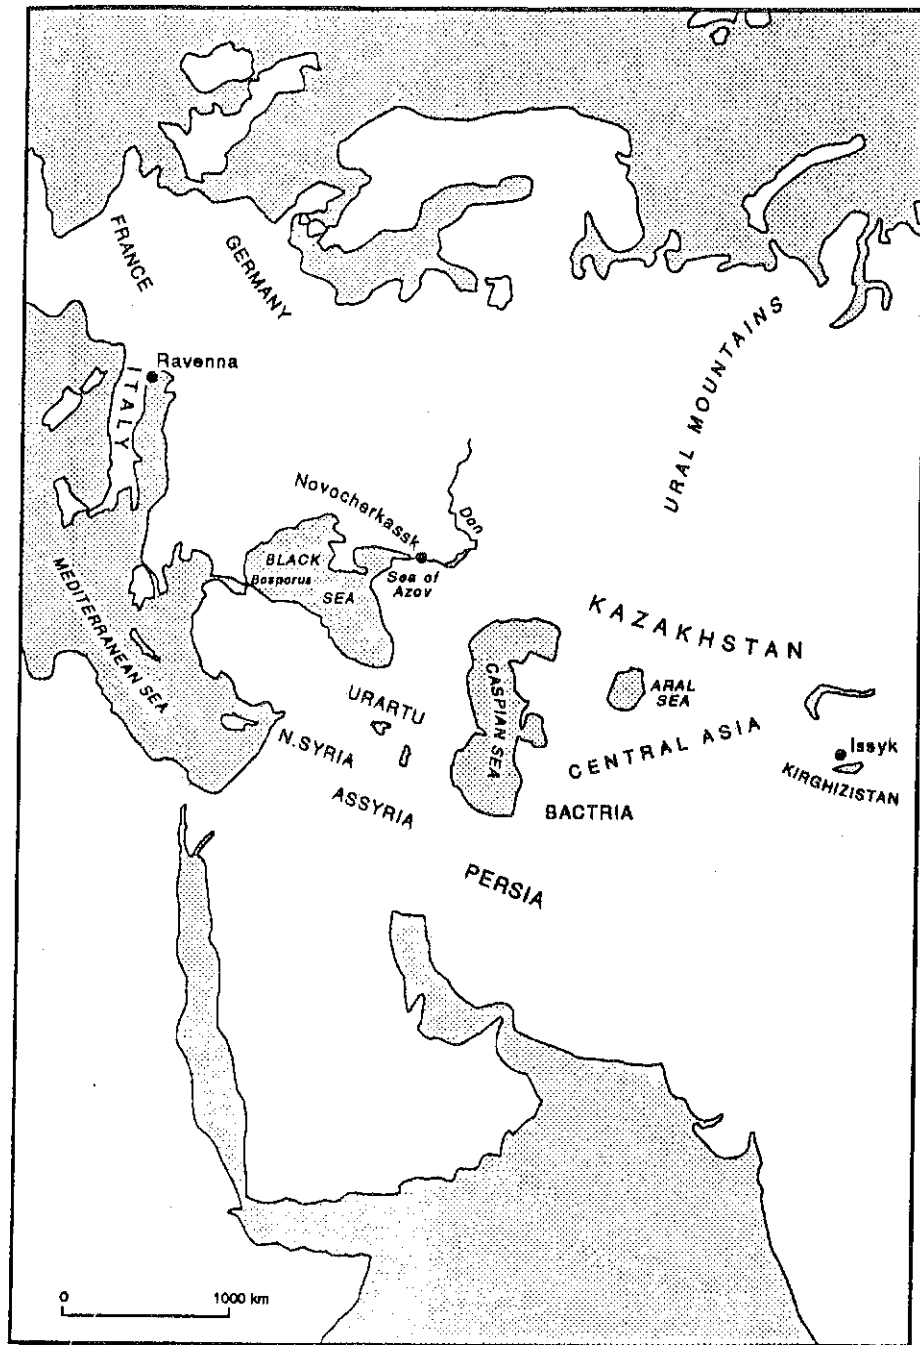 FRANCE
GERMANY
URAL MOUNTAINS
Ravenna
ITALY
Novocherkassk
Don
BLACK
SEA
Bosporus
Sea of
Azov
MEDITERRANEAN SEA
KAZAKHSTAN
CASPIAN SEA
ARAL
SEA
URARTU
N.SYRIA
ASSYRIA
CENTRAL ASIA
Issyk
KIRGHIZISTAN
BACTRIA
PERSIA
0 1000 km